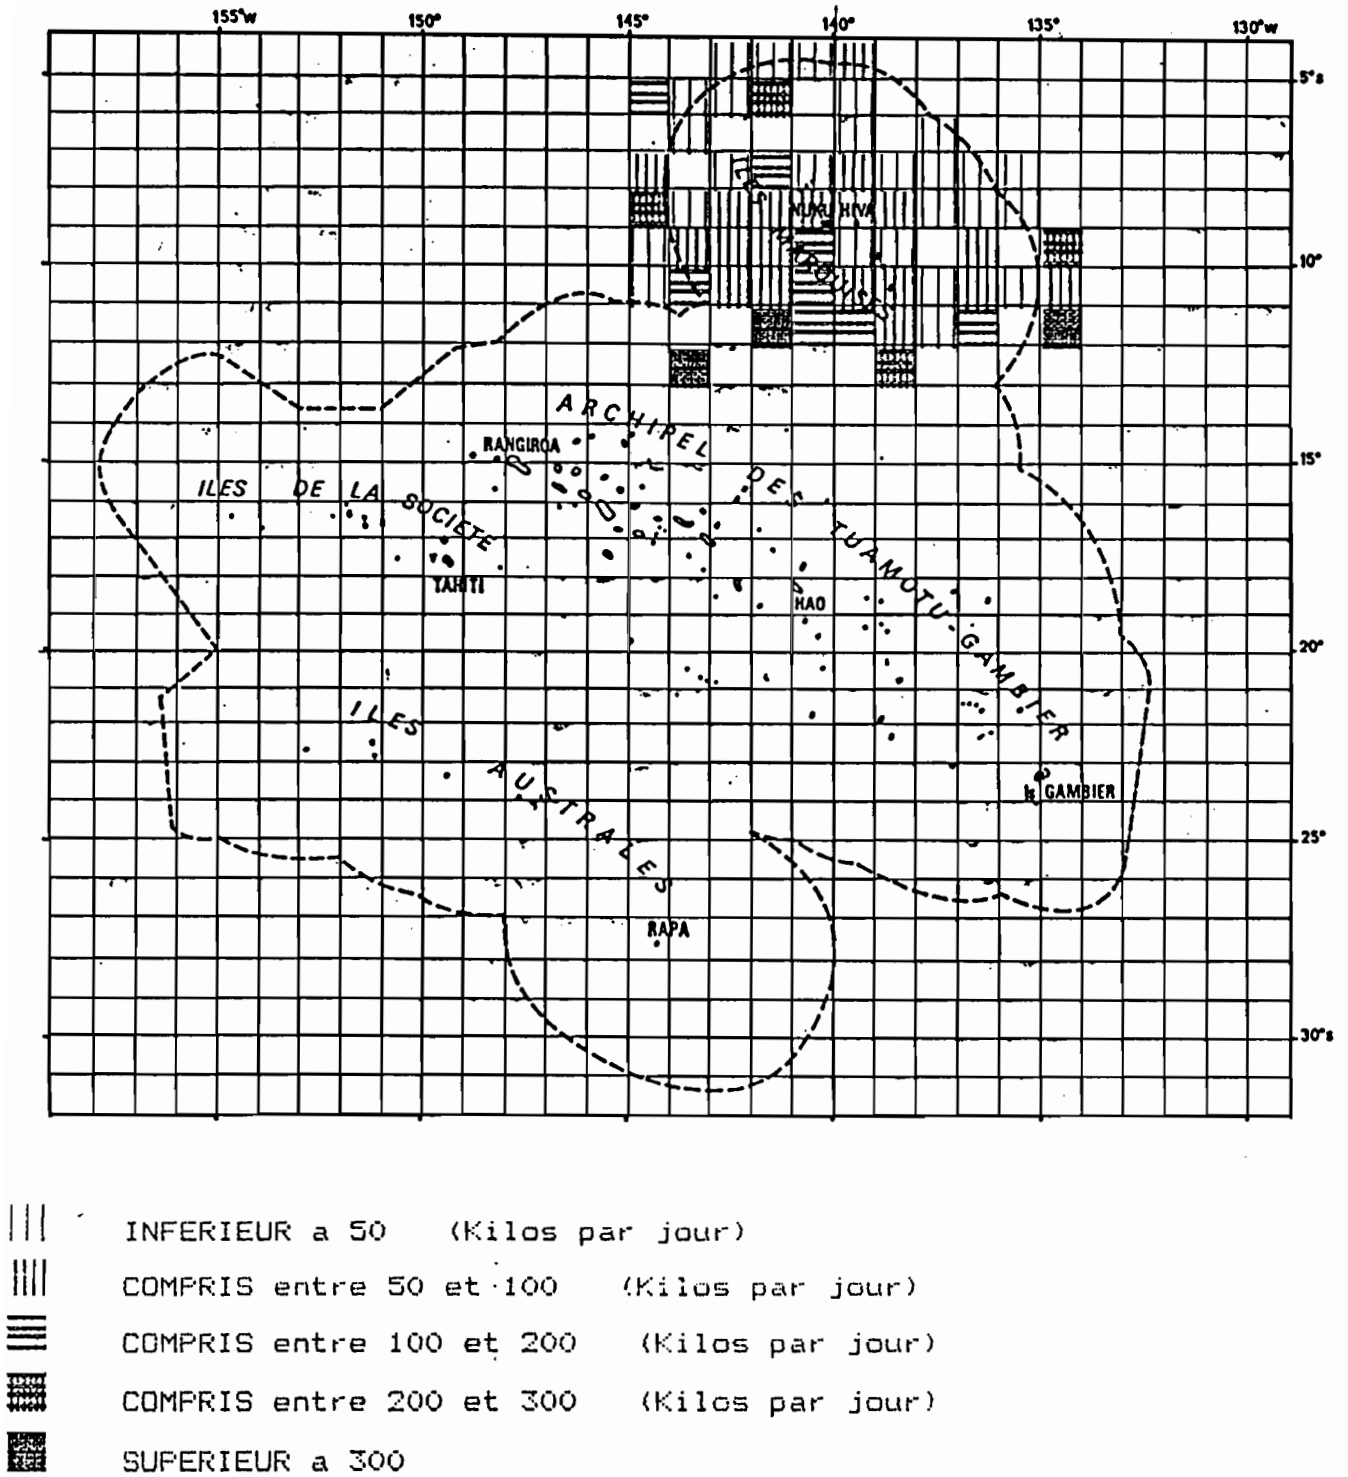 155°W 150° 145° 140° 135° 130°W
5°S
NUKU HIVA
10°
ARCHIPEL DES TUAMOTU GAMBIER
RANGIROA
15°
ILES DE LA SOCIETE
TAHITI
HAO
20°
ILES AUSTRALES
Is GAMBIER
25°
RAPA
30°S
INFERIEUR a 50 (Kilos par jour)
COMPRIS entre 50 et 100 (Kilos par jour)
COMPRIS entre 100 et 200 (Kilos par jour)
COMPRIS entre 200 et 300 (Kilos par jour)
SUPERIEUR a 300